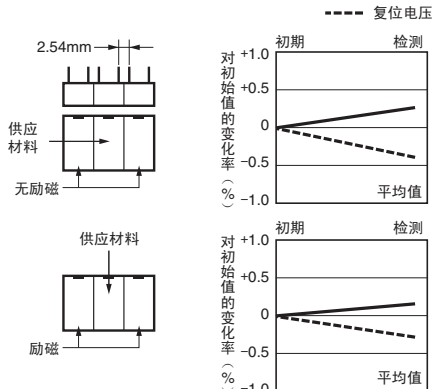 复位电压
2.54mm
供应
材料
无励磁
对初始值的变化率（%）
初期
检测
+1.0
+0.5
0
−0.5
−1.0
平均值
供应材料
励磁
对初始值的变化率（%）
初期
检测
+1.0
+0.5
0
−0.5
−1.0
平均值